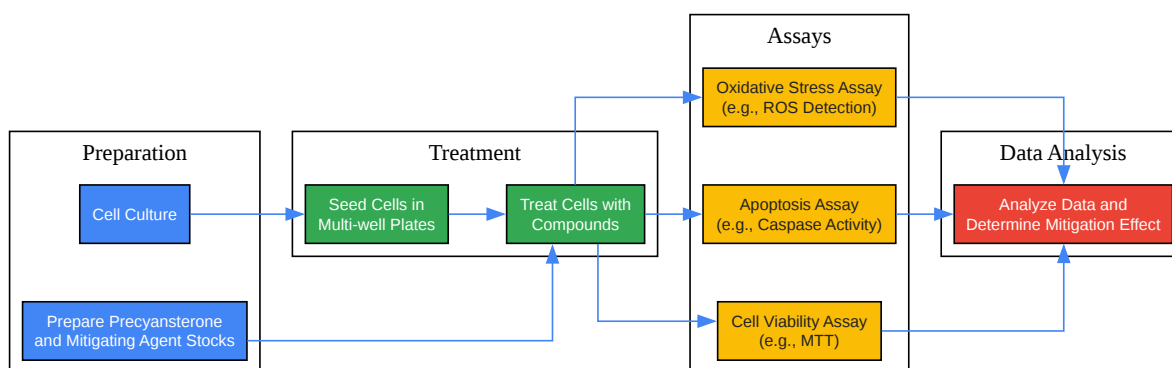 Preparation
Cell Culture
Prepare Precyansterone
and Mitigating Agent Stocks
Treatment
Seed Cells in
Multi-well Plates
Treat Cells with
Compounds
Assays
Oxidative Stress Assay
(e.g., ROS Detection)
Apoptosis Assay
(e.g., Caspase Activity)
Cell Viability Assay
(e.g., MTT)
Data Analysis
Analyze Data and
Determine Mitigation Effect